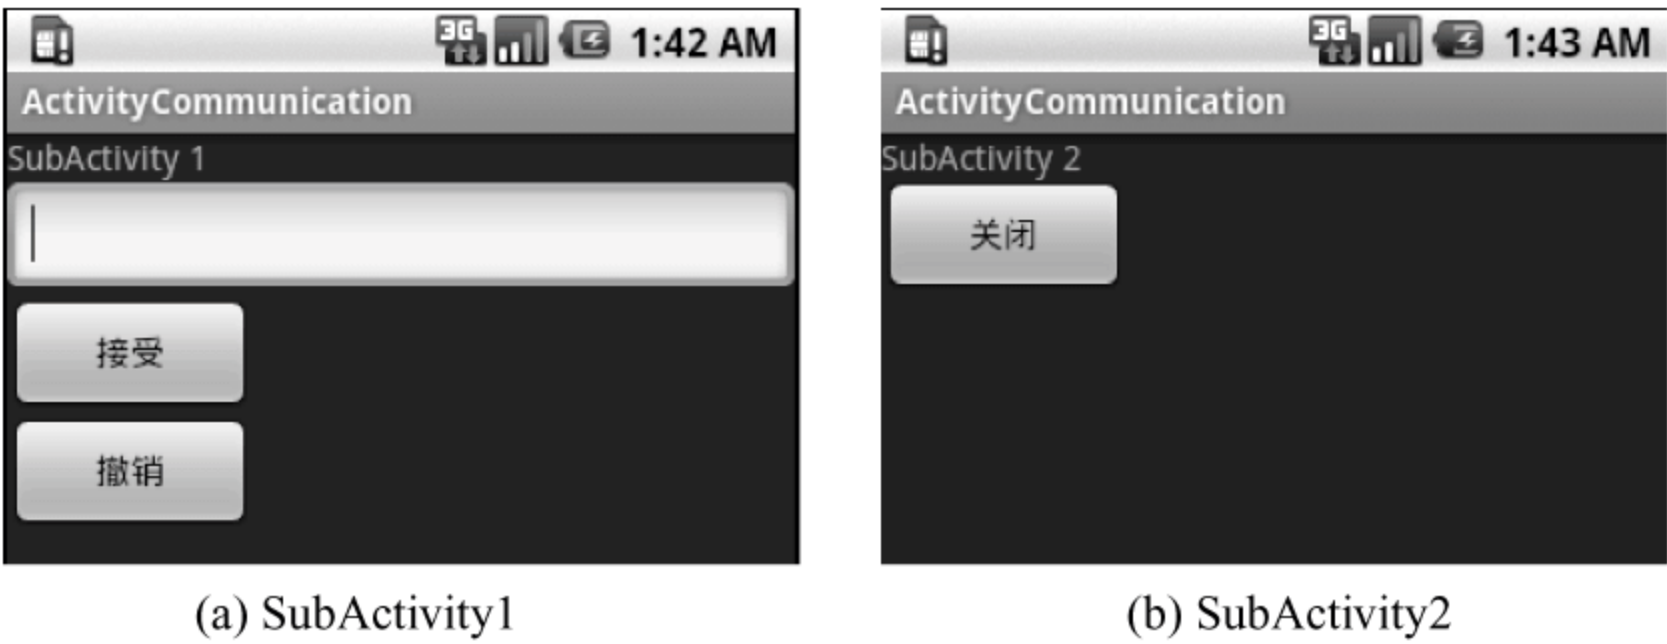 3G 1:42 AM
ActivityCommunication
SubActivity 1
接受
撤销
(a) SubActivity1
3G 1:43 AM
ActivityCommunication
SubActivity 2
关闭
(b) SubActivity2